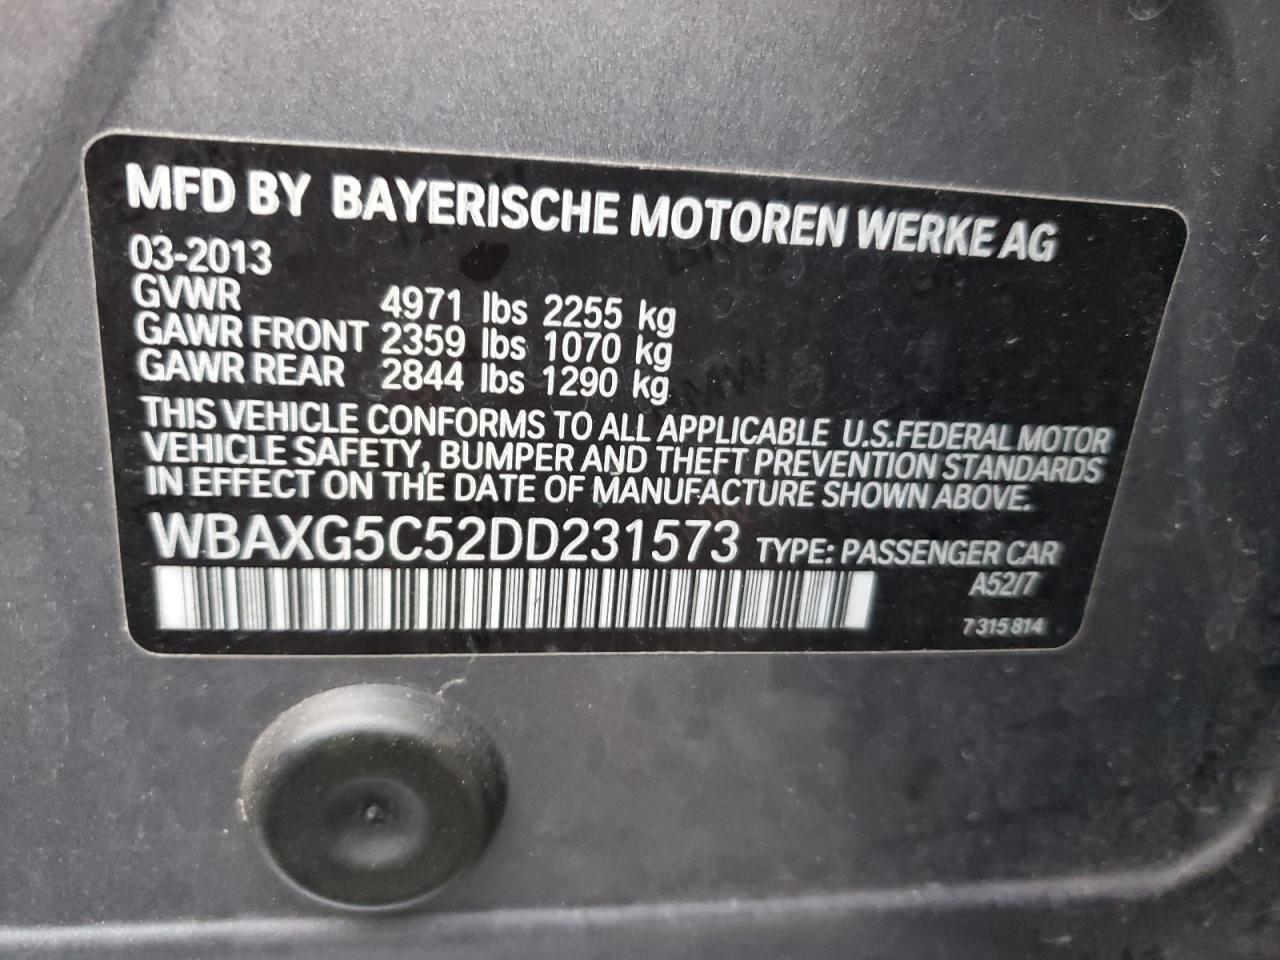 MFD BY BAYERISCHE MOTOREN WERKE AG
03-2013
GVWR 4971 lbs 2255 kg
GAWR FRONT 2359 lbs 1070 kg
GAWR REAR 2844 lbs 1290 kg
THIS VEHICLE CONFORMS TO ALL APPLICABLE U.S.FEDERAL MOTOR
VEHICLE SAFETY, BUMPER AND THEFT PREVENTION STANDARDS
IN EFFECT ON THE DATE OF MANUFACTURE SHOWN ABOVE.
WBAXG5C52DD231573 TYPE: PASSENGER CAR
A52/7
7 315 814